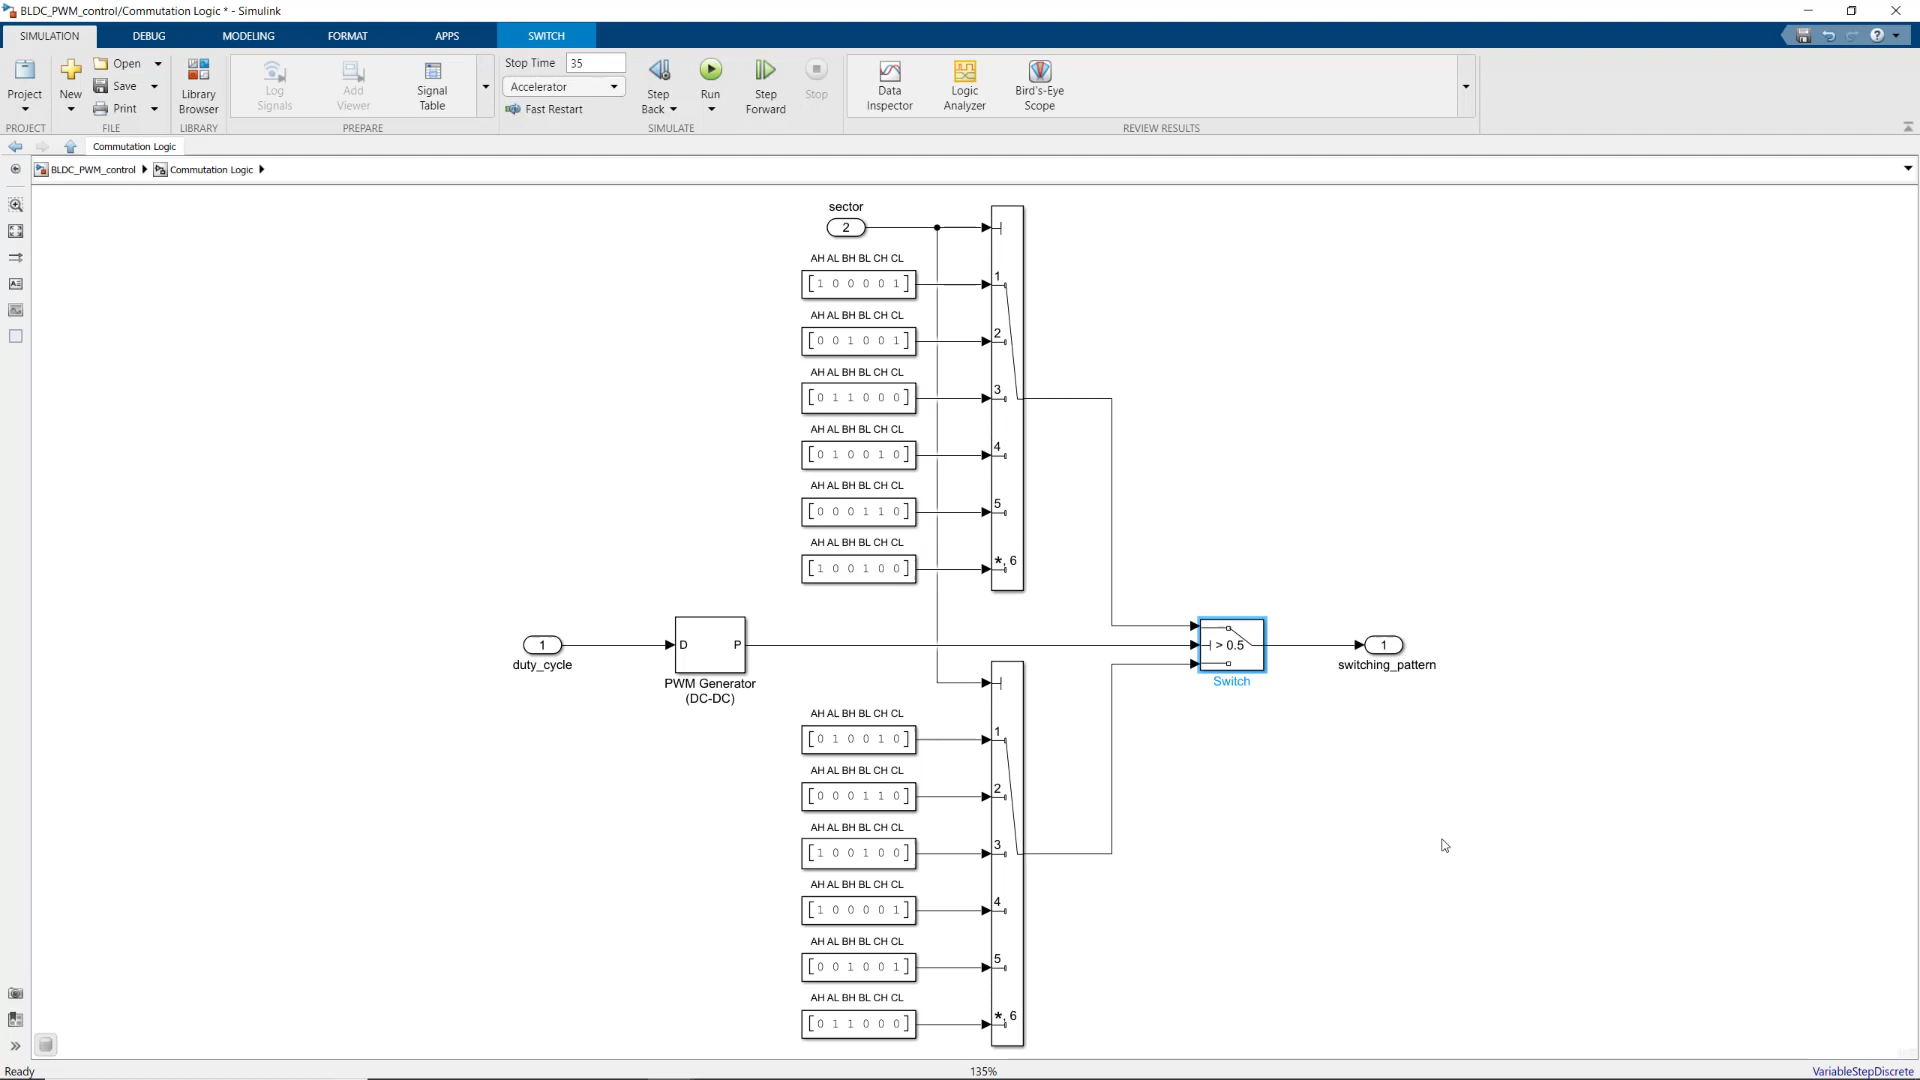 BLDC_PWM_control/Commutation Logic * - Simulink
SIMULATION DEBUG MODELING FORMAT APPS SWITCH
Project
New
Open
Save
Print
Library Browser
Log Signals
Add Viewer
Signal Table
Stop Time 35
Accelerator
Fast Restart
Step Back
Run
Step Forward
Stop
Data Inspector
Logic Analyzer
Bird's-Eye Scope
PROJECT FILE LIBRARY PREPARE SIMULATE REVIEW RESULTS
Commutation Logic
BLDC_PWM_control Commutation Logic
sector
2
AH AL BH BL CH CL
[1 0 0 0 0 1] 1
AH AL BH BL CH CL
[0 0 1 0 0 1] 2
AH AL BH BL CH CL
[0 1 1 0 0 0] 3
AH AL BH BL CH CL
[0 1 0 0 1 0] 4
AH AL BH BL CH CL
[0 0 0 1 1 0] 5
AH AL BH BL CH CL
[1 0 0 1 0 0] *, 6
1
duty_cycle
D P
PWM Generator
(DC-DC)
> 0.5
Switch
1
switching_pattern
AH AL BH BL CH CL
[0 1 0 0 1 0] 1
AH AL BH BL CH CL
[0 0 0 1 1 0] 2
AH AL BH BL CH CL
[1 0 0 1 0 0] 3
AH AL BH BL CH CL
[1 0 0 0 0 1] 4
AH AL BH BL CH CL
[0 0 1 0 0 1] 5
AH AL BH BL CH CL
[0 1 1 0 0 0] *, 6
Ready 135% VariableStepDiscrete